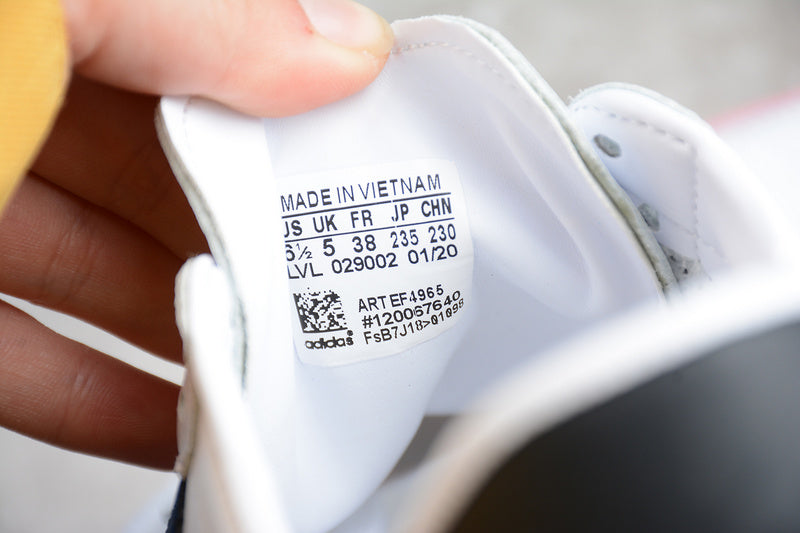 MADE IN VIETNAM
US UK FR JP CHN
6½ 5 38 235 230
LVL 029002 01/20
ART EF4965
#120067640
FsB7J18>01095
adidas